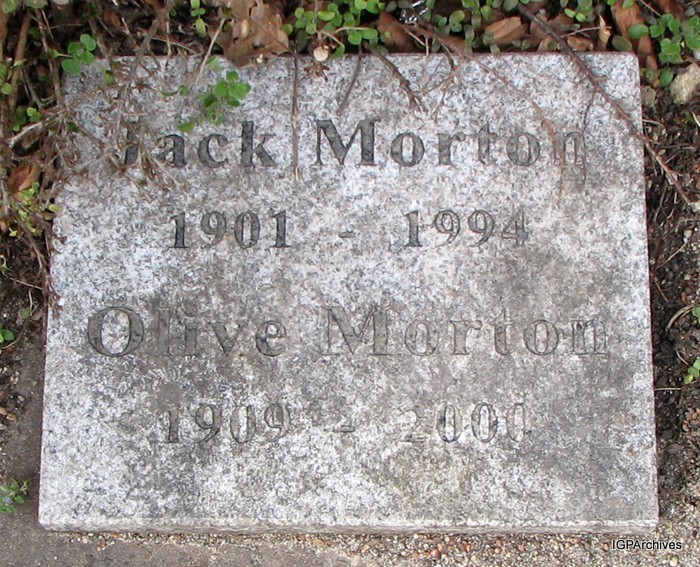 Jack Morton
1901 - 1994
Olive Morton
1909 - 2000
IGPArchives